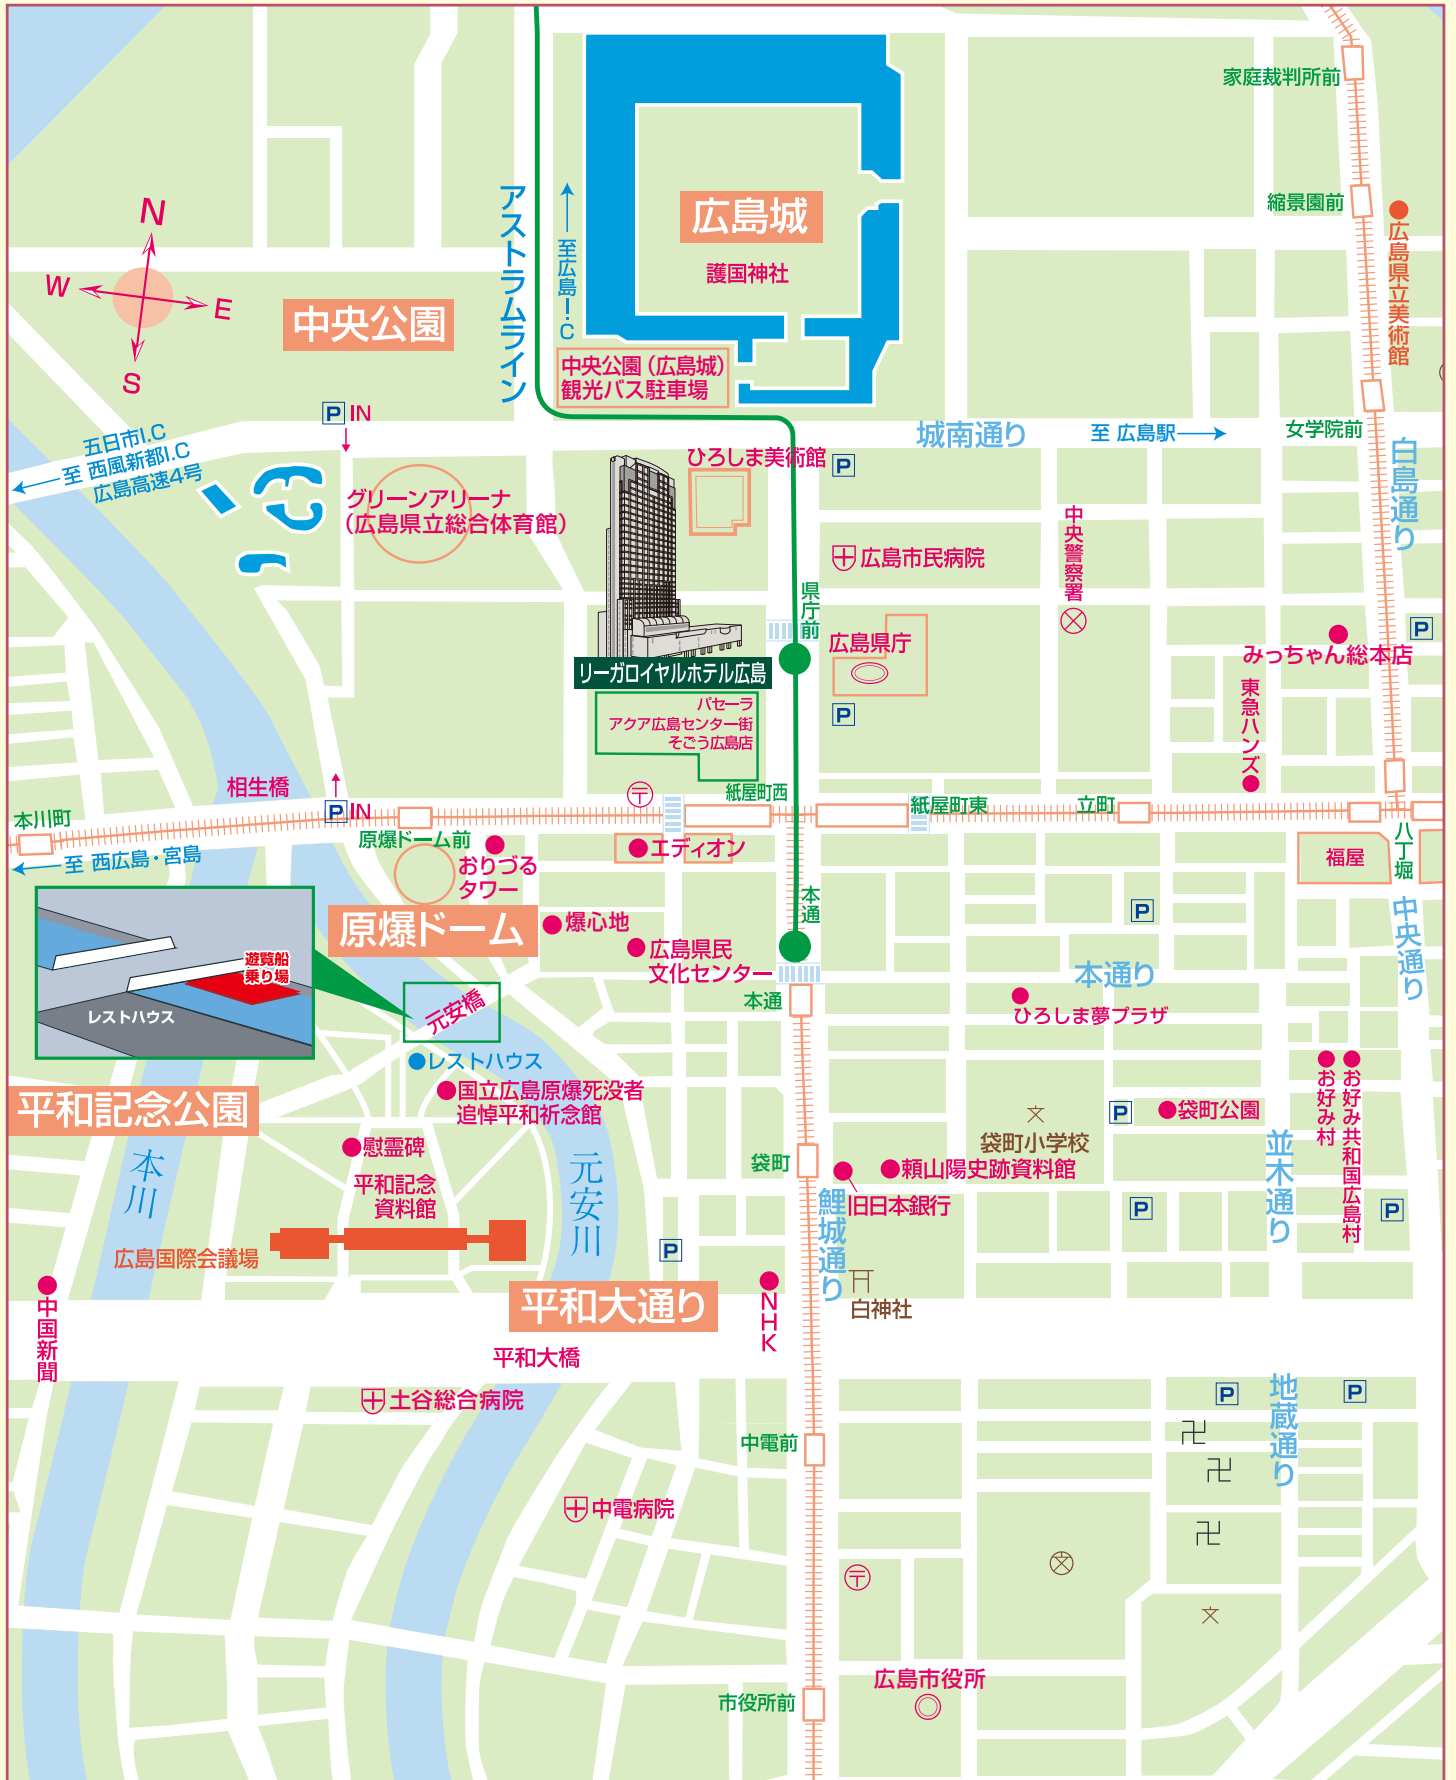 家庭裁判所前
縮景園前
広島県立美術館
女学院前
白島通り
N
W
E
S
中央公園
アストラムライン
至広島I・C
広島城
護国神社
中央公園（広島城）
観光バス駐車場
P IN
五日市I.C
至 西風新都I.C
広島高速4号
城南通り
至 広島駅
ひろしま美術館
P
グリーンアリーナ
（広島県立総合体育館）
中央警察署
広島市民病院
県庁前
広島県庁
P
みっちゃん総本店
リーガロイヤルホテル広島
東急ハンズ
パセーラ
アクア広島センター街
そごう広島店
P
相生橋
紙屋町西
紙屋町東
立町
本川町
P IN
原爆ドーム前
至 西広島・宮島
おりづる
タワー
エディオン
福屋
八丁堀
本通
原爆ドーム
爆心地
広島県民
文化センター
P
中央通り
遊覧船
乗り場
レストハウス
元安橋
本通
本通り
ひろしま夢プラザ
レストハウス
国立広島原爆死没者
追悼平和祈念館
お好み村
お好み共和国広島村
平和記念公園
P
袋町公園
袋町小学校
慰霊碑
本川
元安川
袋町
頼山陽史跡資料館
旧日本銀行
並木通り
平和記念
資料館
鯉城通り
P
P
広島国際会議場
P
平和大通り
NHK
白神社
中国新聞
平和大橋
土谷総合病院
P
P
地蔵通り
中電前
卍
卍
卍
中電病院
〒
〒
文
文
文
広島市役所
市役所前